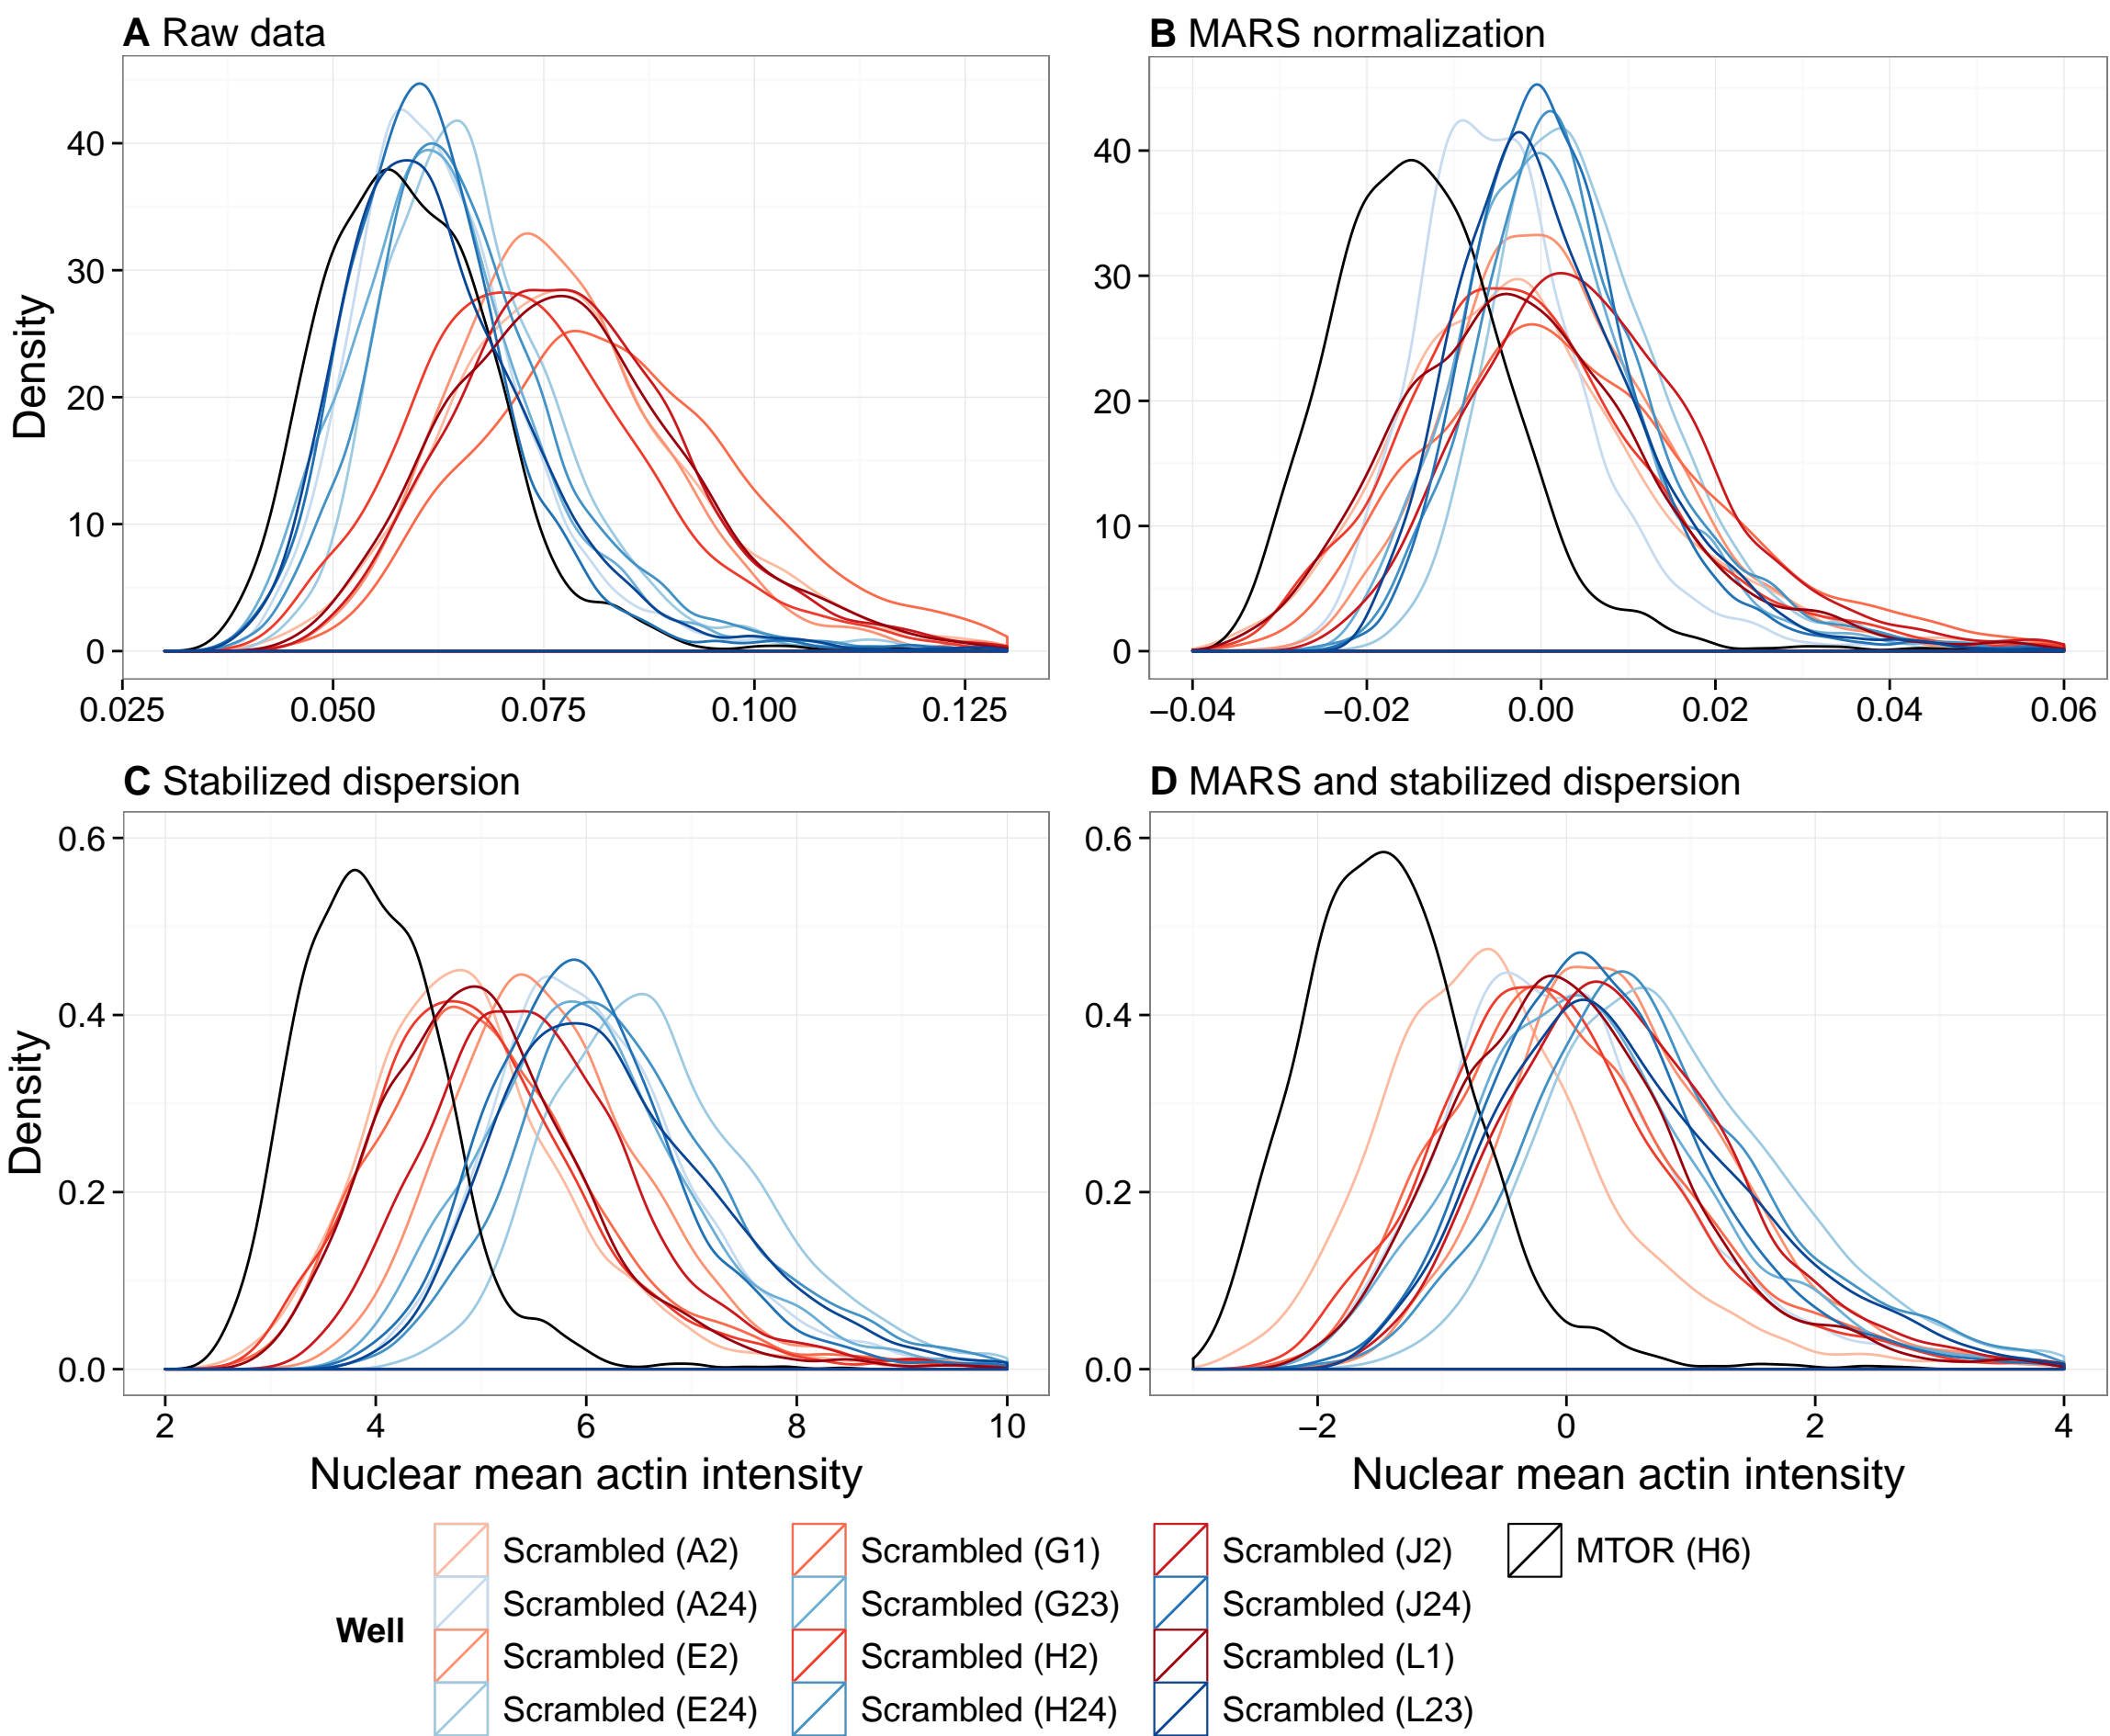 A Raw data
B MARS normalization
Density
40
30
20
10
0
0.025 0.050 0.075 0.100 0.125
40
30
20
10
0
−0.04 −0.02 0.00 0.02 0.04 0.06
C Stabilized dispersion
D MARS and stabilized dispersion
Density
0.6
0.4
0.2
0.0
2 4 6 8 10
0.6
0.4
0.2
0.0
−2 0 2 4
Nuclear mean actin intensity
Nuclear mean actin intensity
Well
Scrambled (A2)
Scrambled (A24)
Scrambled (E2)
Scrambled (E24)
Scrambled (G1)
Scrambled (G23)
Scrambled (H2)
Scrambled (H24)
Scrambled (J2)
Scrambled (J24)
Scrambled (L1)
Scrambled (L23)
MTOR (H6)